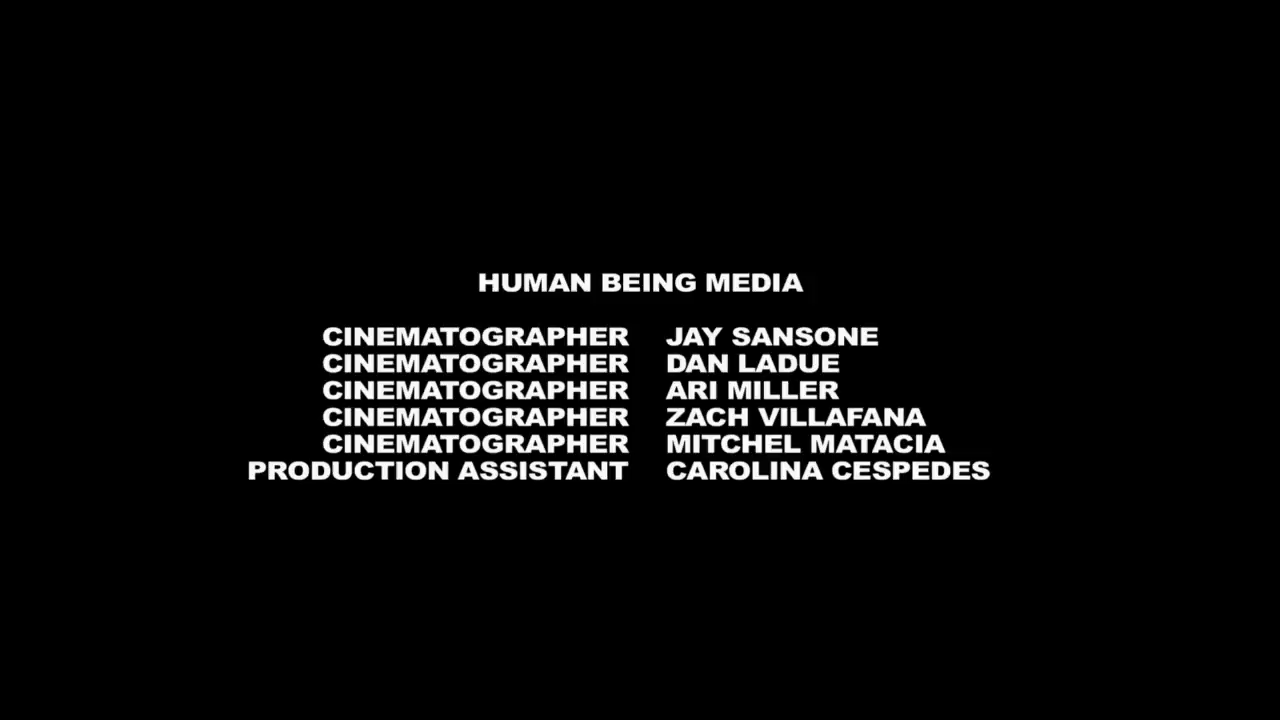 HUMAN BEING MEDIA
CINEMATOGRAPHER JAY SANSONE
CINEMATOGRAPHER DAN LADUE
CINEMATOGRAPHER ARI MILLER
CINEMATOGRAPHER ZACH VILLAFANA
CINEMATOGRAPHER MITCHEL MATACIA
PRODUCTION ASSISTANT CAROLINA CESPEDES